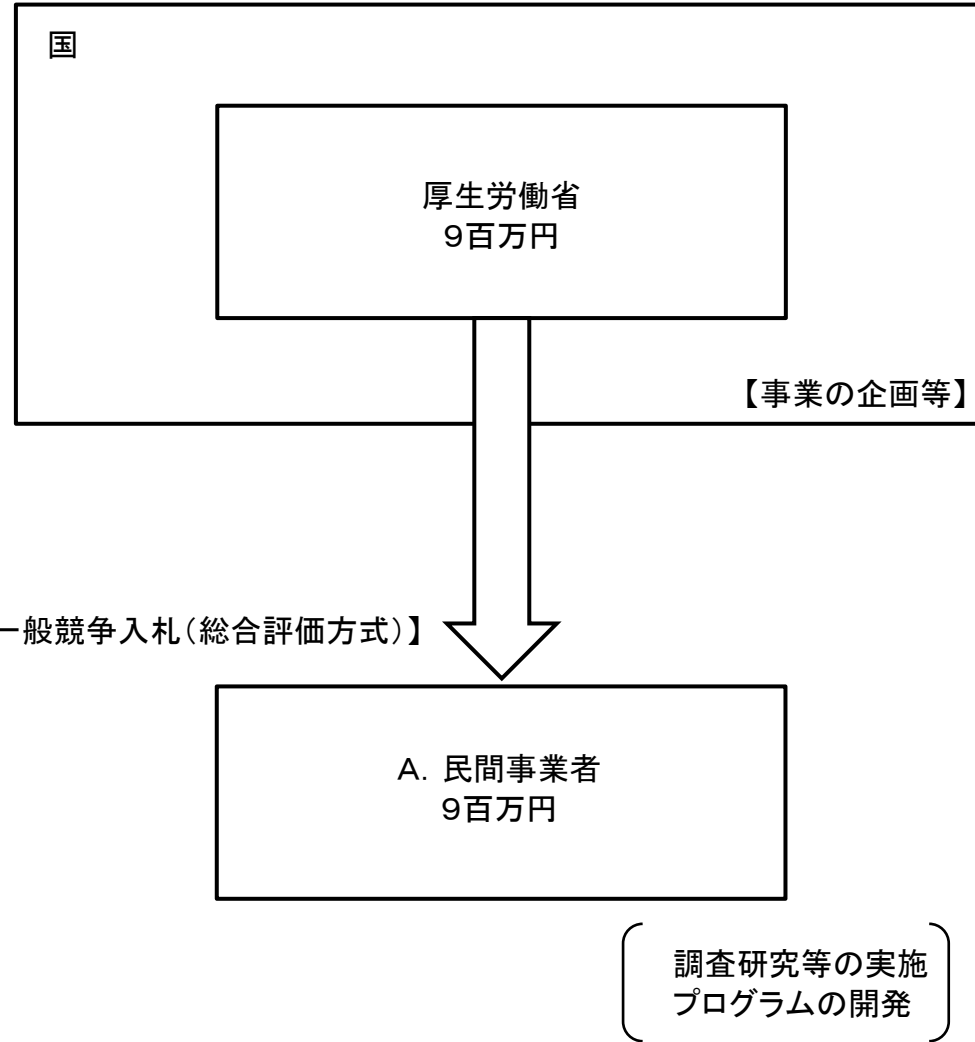 国
厚生労働省
9百万円
【事業の企画等】
一般競争入札(総合評価方式)】
A. 民間事業者
9百万円
調査研究等の実施
プログラムの開発